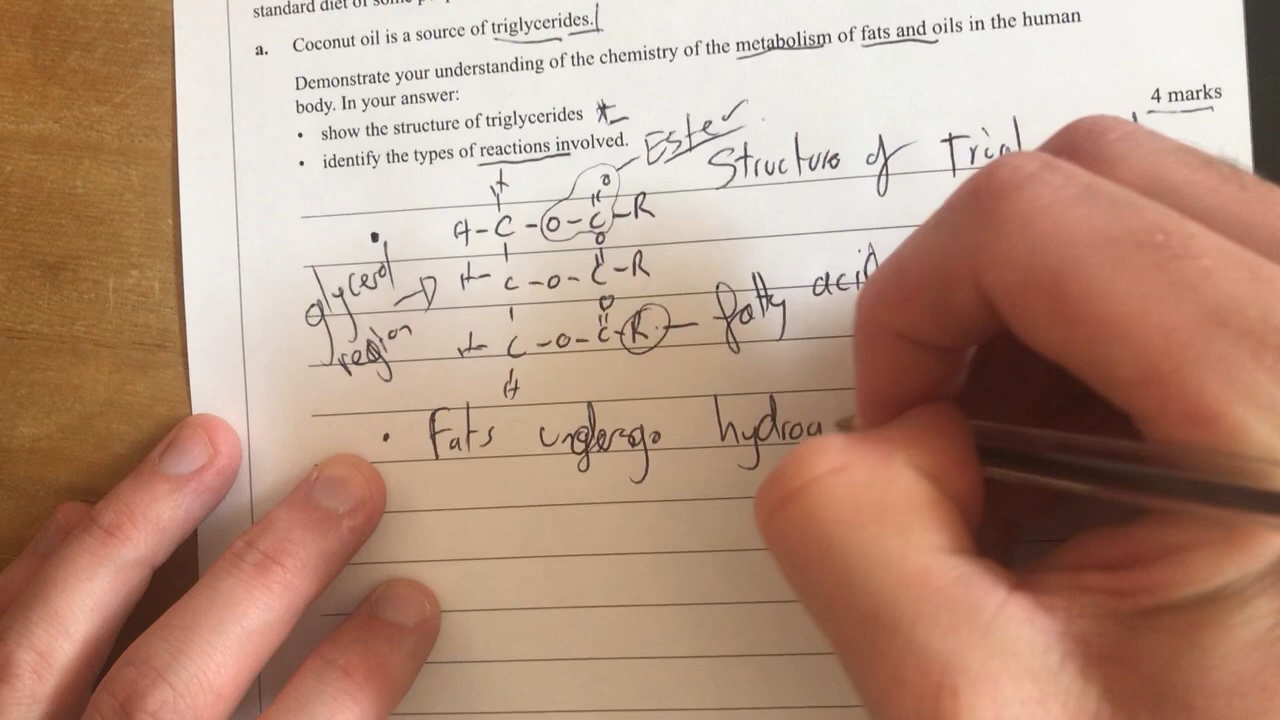 standard diet of some
a. Coconut oil is a source of triglycerides.
Demonstrate your understanding of the chemistry of the metabolism of fats and oils in the human
body. In your answer:
4 marks
• show the structure of triglycerides
• identify the types of reactions involved.
Ester
Structure of Trigl
H
H-C-O-C-R
O
glycerol
region
H C-O-C-R
O
H C-O-C-R - fatty acid
O
H
• Fats undergo hydro